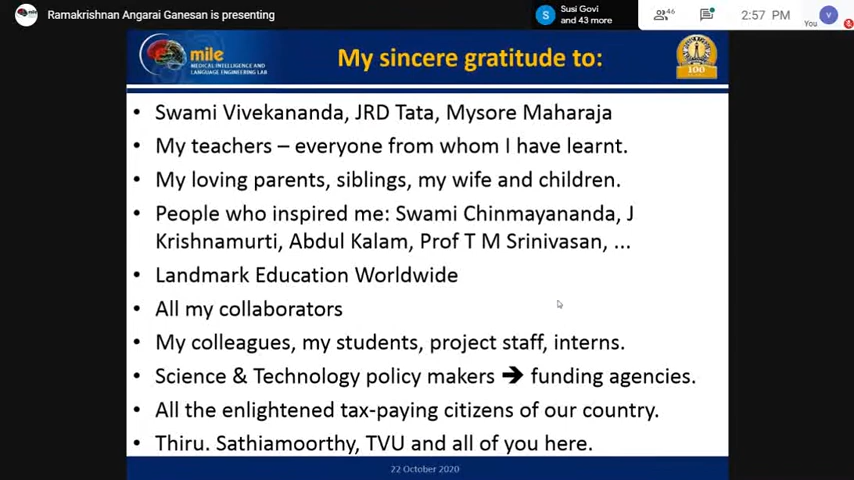 Ramakrishnan Angarai Ganesan is presenting
S
Susi Govi
and 43 more
46
2:57 PM
You
V
mile
MEDICAL INTELLIGENCE AND
LANGUAGE ENGINEERING LAB
My sincere gratitude to:
100
• Swami Vivekananda, JRD Tata, Mysore Maharaja
• My teachers – everyone from whom I have learnt.
• My loving parents, siblings, my wife and children.
• People who inspired me: Swami Chinmayananda, J
Krishnamurti, Abdul Kalam, Prof T M Srinivasan, ...
• Landmark Education Worldwide
• All my collaborators
• My colleagues, my students, project staff, interns.
• Science & Technology policy makers ➔ funding agencies.
• All the enlightened tax-paying citizens of our country.
• Thiru. Sathiamoorthy, TVU and all of you here.
22 October 2020